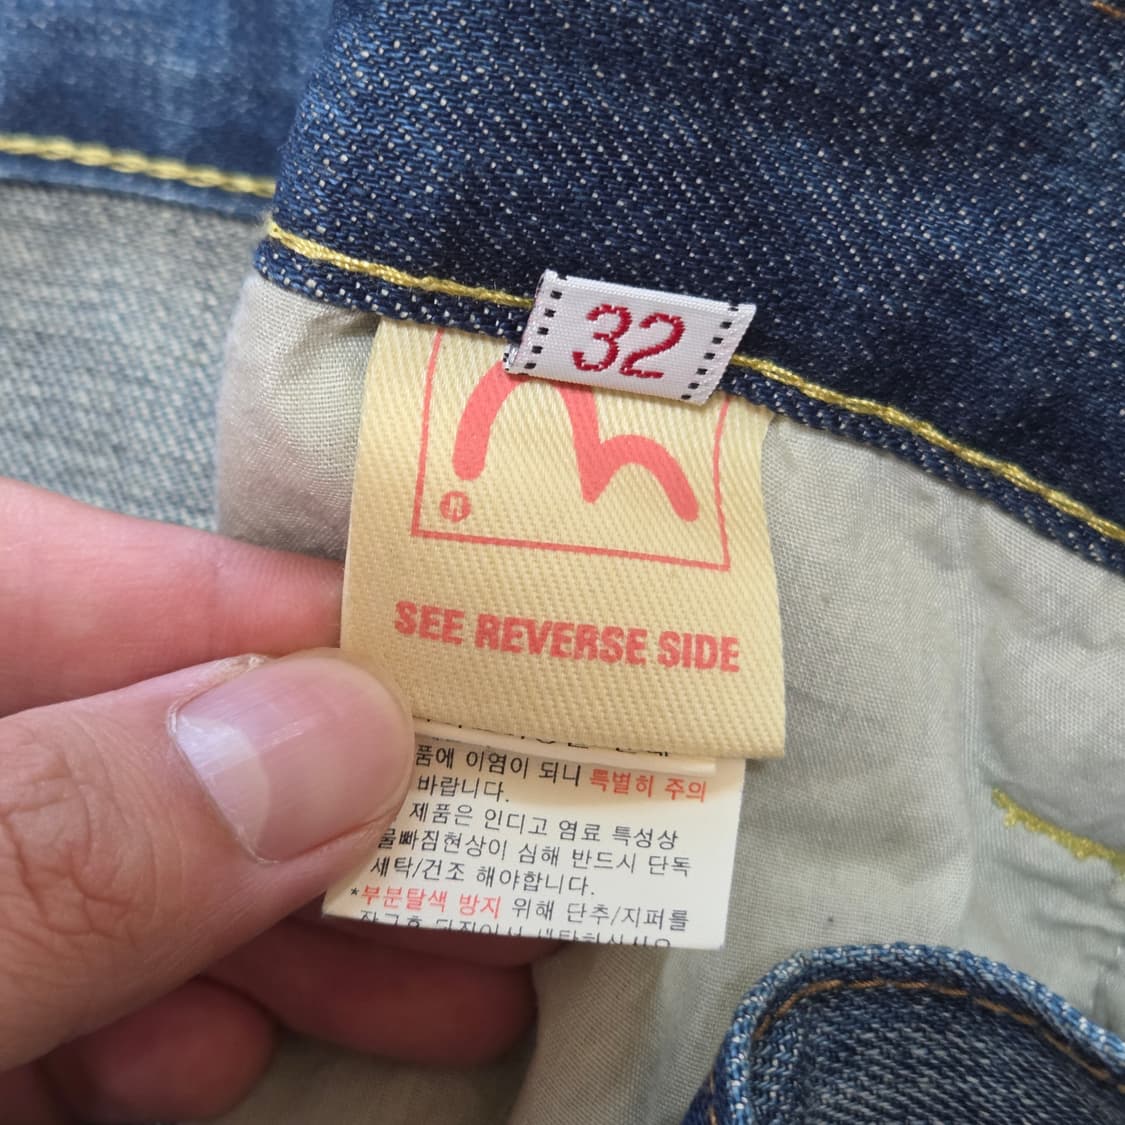 32
SEE REVERSE SIDE
품에 이염이 되니 특별히 주의
바랍니다.
제품은 인디고 염료 특성상
물빠짐현상이 심해 반드시 단독
세탁/건조 해야합니다.
*부분탈색 방지 위해 단추/지퍼를